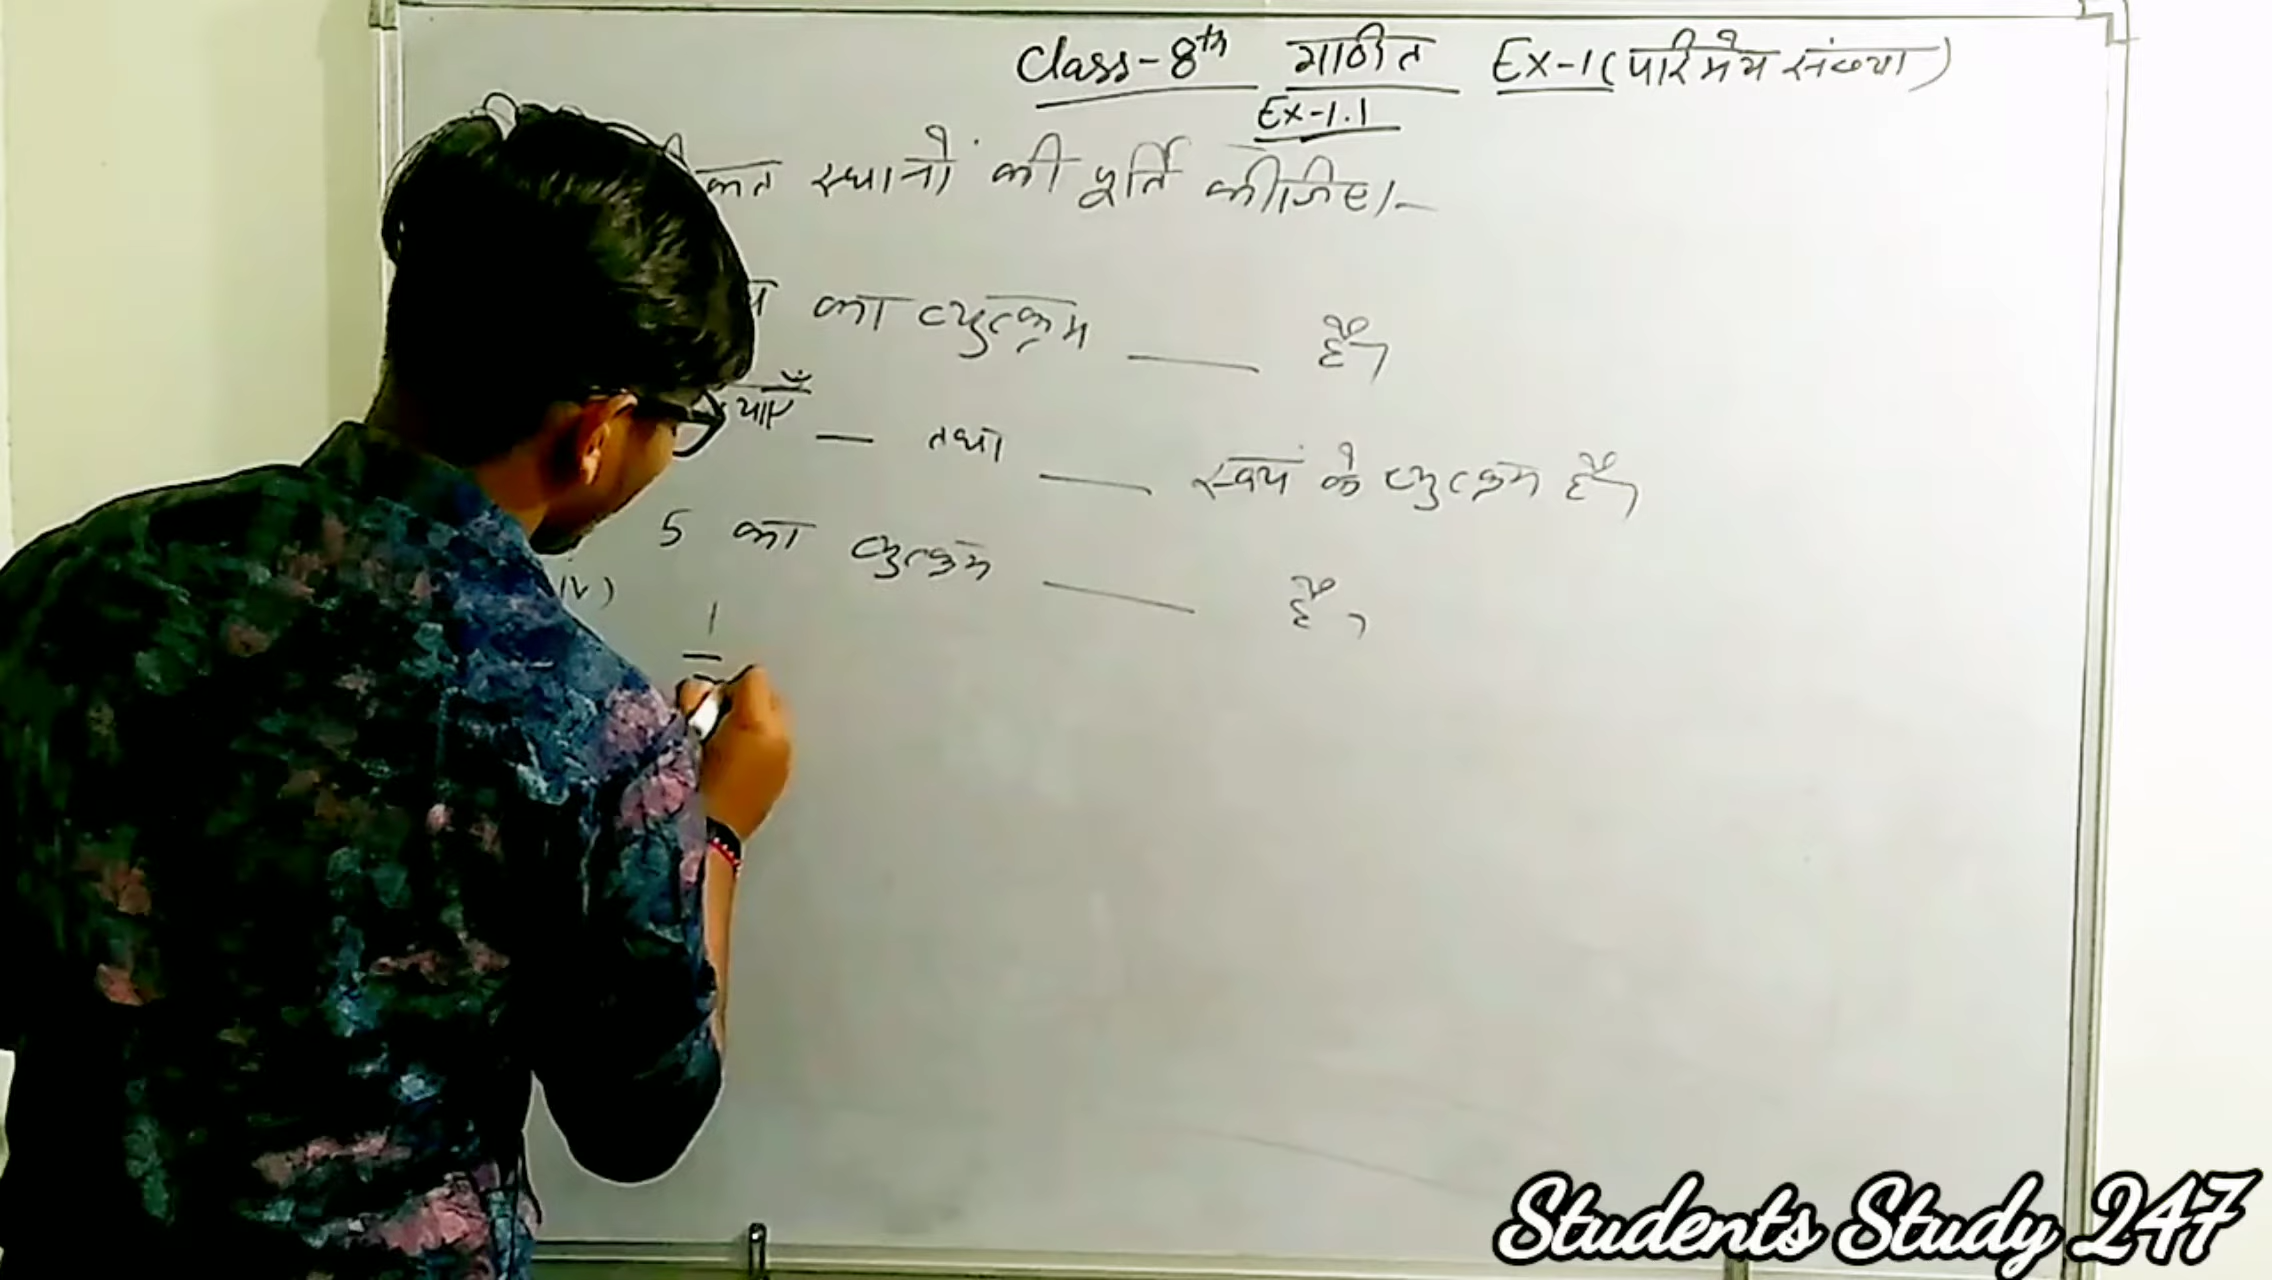 Class-8th गणित Ex-1(परिमेय संख्या)
Ex-1.1
स्थानों की पूर्ति कीजिए।-
का व्युत्क्रम ___ है।
— तथा ___ स्वयं के व्युत्क्रम हैं।
5 का व्युत्क्रम ___ है।
iv)
1
Students Study 247